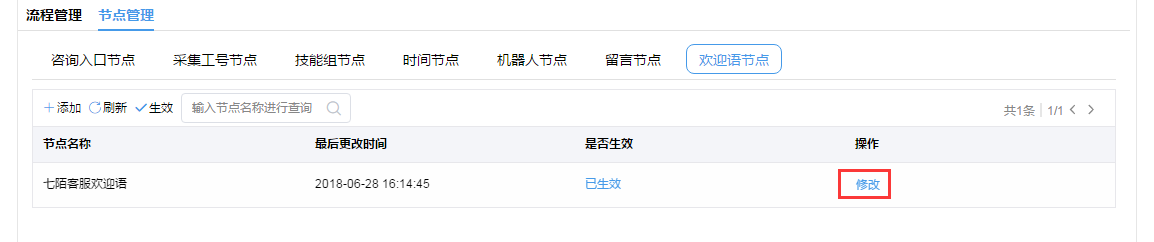 流程管理 节点管理
咨询入口节点 采集工号节点 技能组节点 时间节点 机器人节点 留言节点 欢迎语节点
添加 刷新 生效 输入节点名称进行查询 共1条 1/1
节点名称 最后更改时间 是否生效 操作
七陌客服欢迎语 2018-06-28 16:14:45 已生效 修改